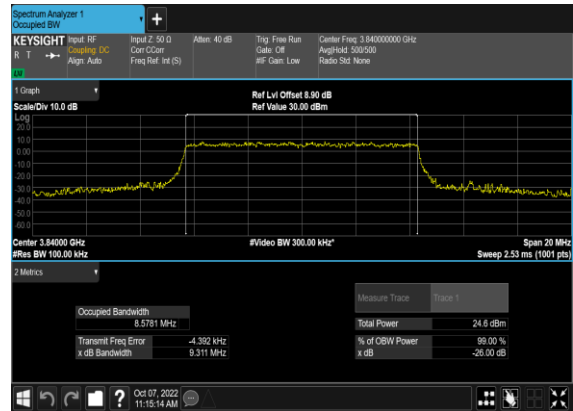 Spectrum Analyzer 1
Occupied BW
KEYSIGHT Input: RF Input Z: 50 Ω Atten: 40 dB Trig: Free Run Center Freq: 3.840000000 GHz
R T Coupling: DC Corr CCorr Gate: Off Avg|Hold: 500/500
Align: Auto Freq Ref: Int (S) #IF Gain: Low Radio Std: None
LXI
1 Graph
Ref Lvl Offset 8.90 dB
Scale/Div 10.0 dB Ref Value 30.00 dBm
Log
20.0
10.0
0.00
-10.0
-20.0
-30.0
-40.0
-50.0
-60.0
Center 3.84000 GHz #Video BW 300.00 kHz* Span 20 MHz
#Res BW 100.00 kHz Sweep 2.53 ms (1001 pts)
2 Metrics
Measure Trace Trace 1
Occupied Bandwidth
8.5781 MHz Total Power 24.6 dBm
Transmit Freq Error -4.392 kHz % of OBW Power 99.00 %
x dB Bandwidth 9.311 MHz x dB -26.00 dB
? Oct 07, 2022
11:15:14 AM